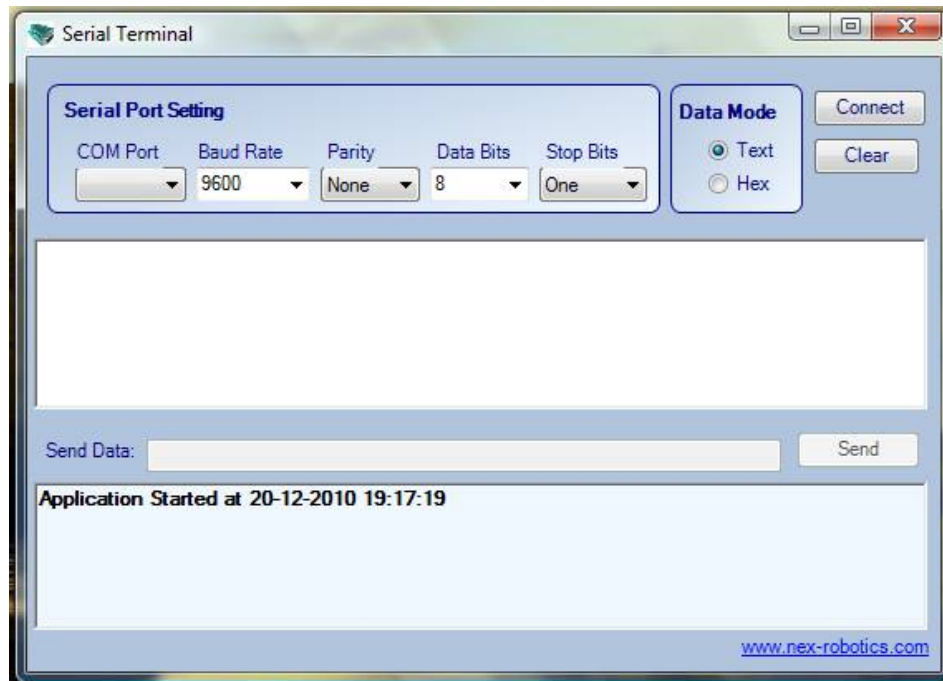 Serial Terminal
Serial Port Setting
COM Port Baud Rate Parity Data Bits Stop Bits
9600 None 8 One
Data Mode
Text
Hex
Connect
Clear
Send Data:
Send
Application Started at 20-12-2010 19:17:19
www.nex-robotics.com